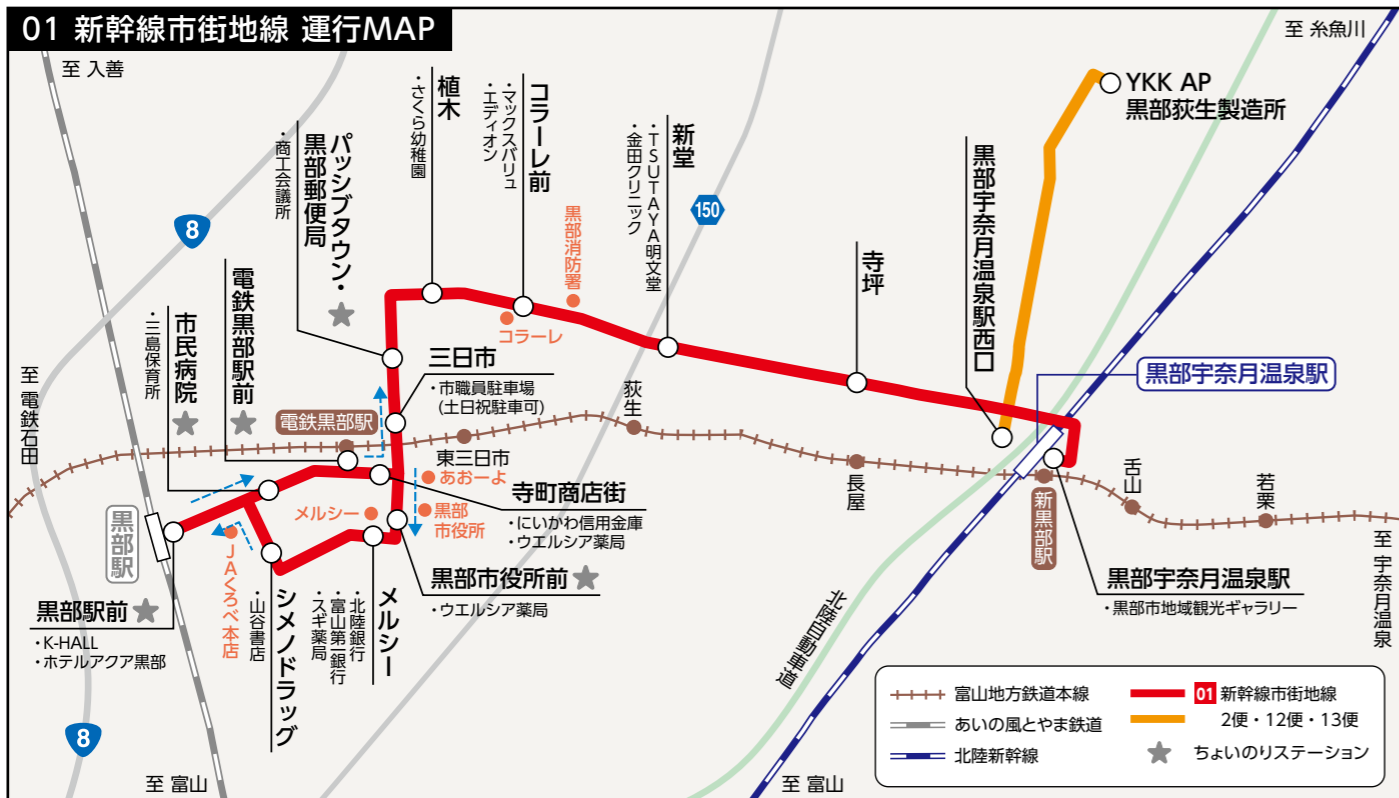 01 新幹線市街地線 運行MAP
至 入善
至 糸魚川
YKK AP
黒部荻生製造所
植木
・さくら幼稚園
コラーレ前
・マックスバリュ
・エディオン
新堂
・TSUTAYA明文堂
・金田クリニック
パッシブタウン・
黒部郵便局
・商工会議所
黒部宇奈月温泉駅西口
150
8
黒部消防署
寺坪
電鉄黒部駅前
市民病院
・三島保育所
コラーレ
三日市
・市職員駐車場
(土日祝駐車可)
黒部宇奈月温泉駅
至 電鉄石田
電鉄黒部駅
荻生
東三日市
あおーよ
長屋
舌山
若栗
寺町商店街
・にいかわ信用金庫
・ウエルシア薬局
メルシー
黒部
市役所
新黒部駅
黒部駅
至 宇奈月温泉
黒部市役所前
・ウエルシア薬局
黒部宇奈月温泉駅
・黒部市地域観光ギャラリー
黒部駅前
・K-HALL
・ホテルアクア黒部
JAくろべ本店
シメノドラッグ
・山谷書店
メルシー
・北陸銀行
・富山第一銀行
・スギ薬局
北陸自動車道
8
至 富山
至 富山
富山地方鉄道本線
あいの風とやま鉄道
北陸新幹線
01 新幹線市街地線
2便・12便・13便
ちょいのりステーション